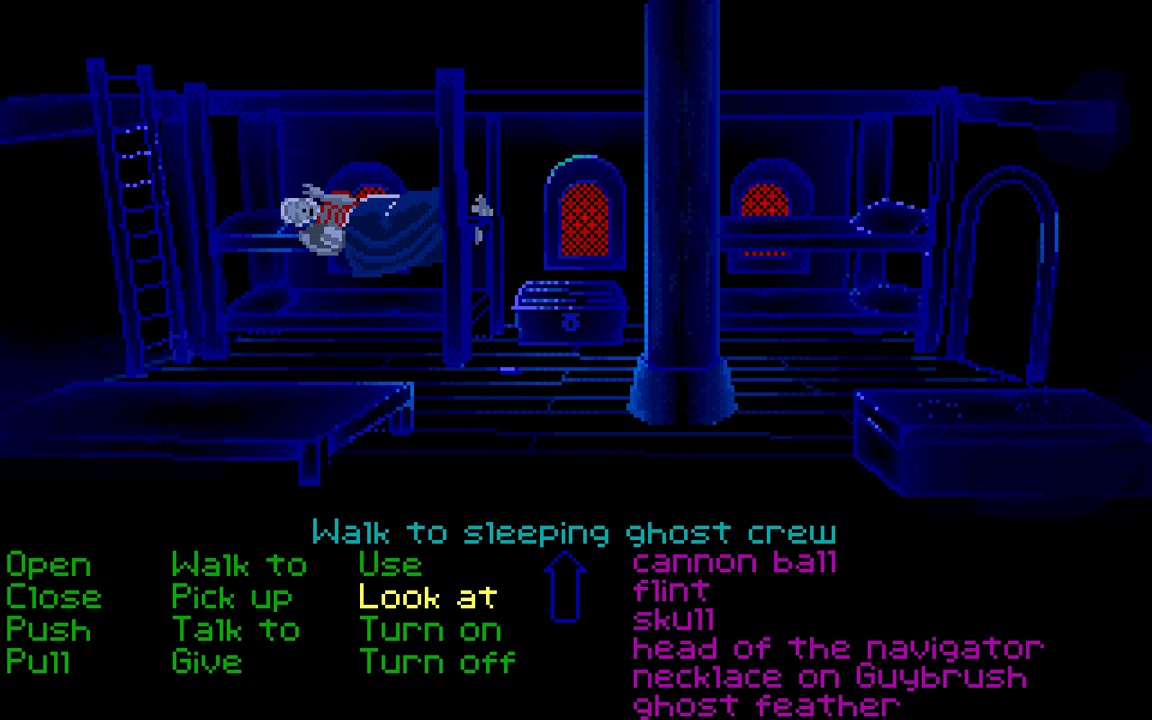 Walk to sleeping ghost crew
Open Walk to Use
Close Pick up Look at
Push Talk to Turn on
Pull Give Turn off
cannon ball
flint
skull
head of the navigator
necklace on Guybrush
ghost feather